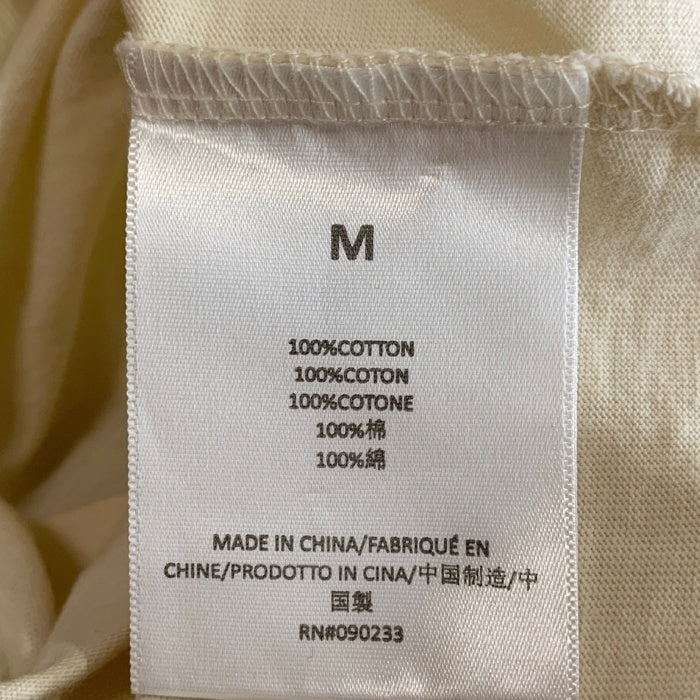 M
100%COTTON
100%COTON
100%COTONE
100%棉
100%綿
MADE IN CHINA/FABRIQUÉ EN
CHINE/PRODOTTO IN CINA/中国制造/中
国製
RN#090233